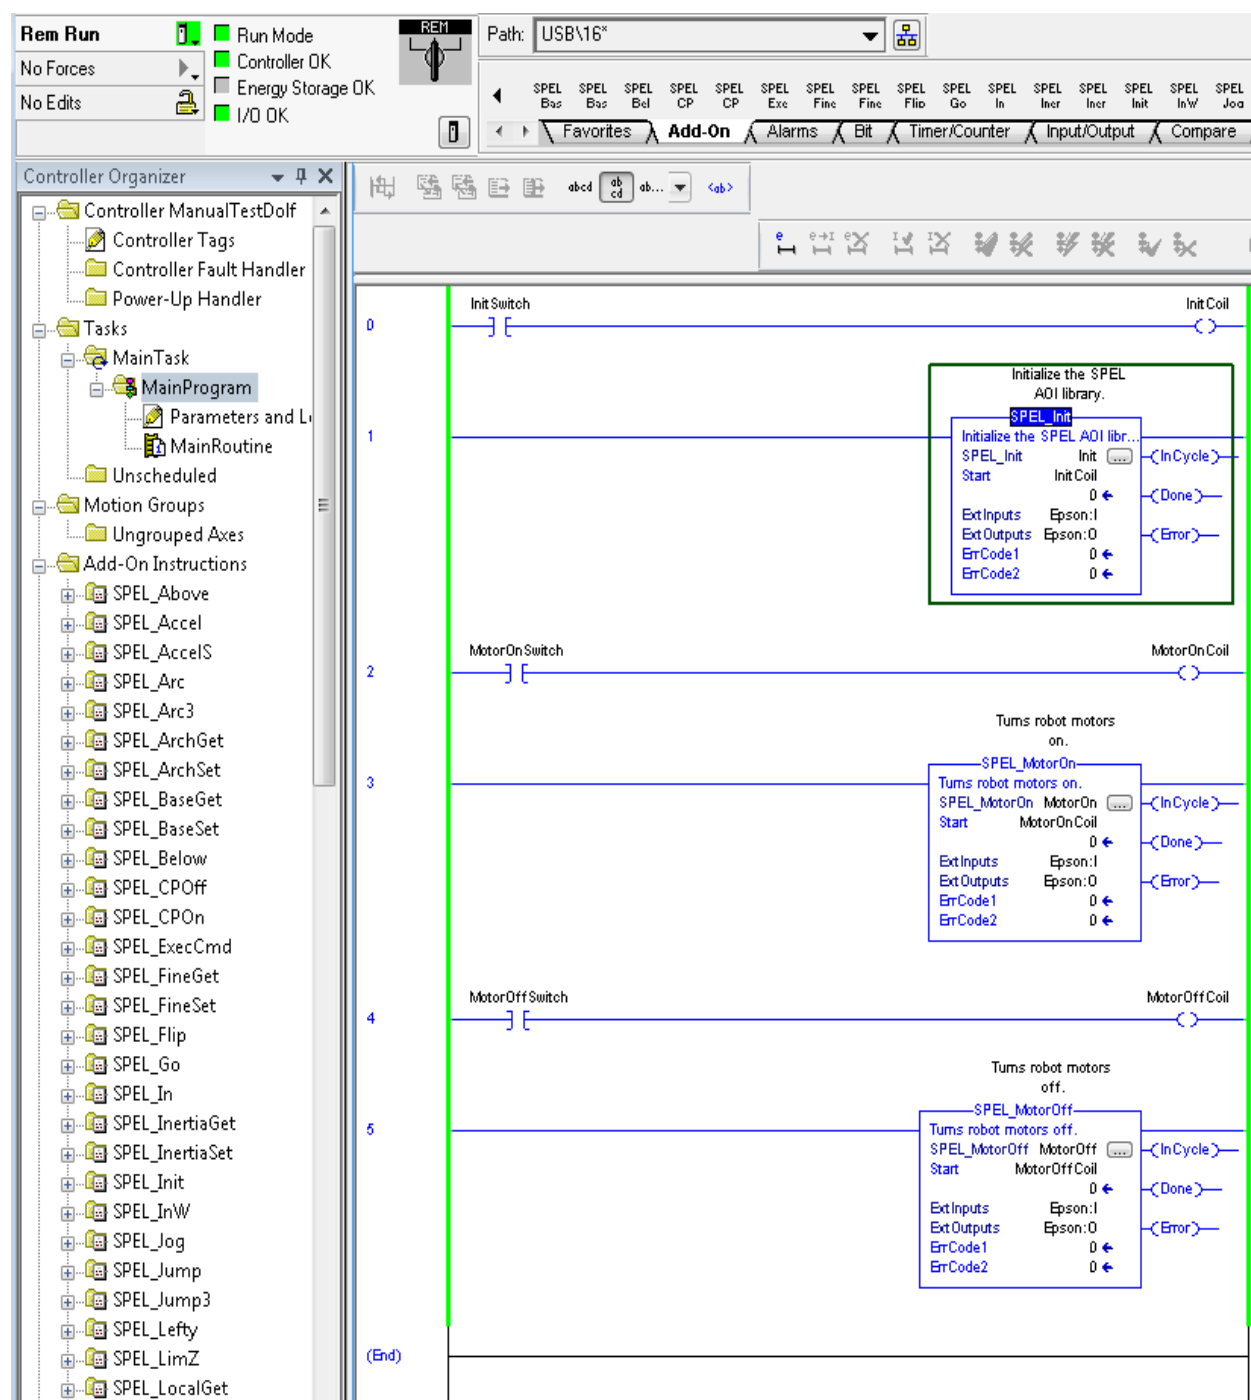 Rem Run
Run Mode
REM
Path: USB\16*
No Forces
Controller OK
Energy Storage OK
No Edits
I/O OK
SPEL SPEL SPEL SPEL SPEL SPEL SPEL SPEL SPEL SPEL SPEL SPEL SPEL SPEL SPEL SPEL
Bas Bas Bel CP CP Exe Fine Fine Flip Go In Iner Iner Init InW Jog
Favorites Add-On Alarms Bit Timer/Counter Input/Output Compare
Controller Organizer
abcd ab cd ab... <ab>
Controller ManualTestDolf
Controller Tags
Controller Fault Handler
Power-Up Handler
Tasks
MainTask
MainProgram
Parameters and L
MainRoutine
Unscheduled
Motion Groups
Ungrouped Axes
Add-On Instructions
SPEL_Above
SPEL_Accel
SPEL_AccelS
SPEL_Arc
SPEL_Arc3
SPEL_ArchGet
SPEL_ArchSet
SPEL_BaseGet
SPEL_BaseSet
SPEL_Below
SPEL_CPOff
SPEL_CPOn
SPEL_ExecCmd
SPEL_FineGet
SPEL_FineSet
SPEL_Flip
SPEL_Go
SPEL_In
SPEL_InertiaGet
SPEL_InertiaSet
SPEL_Init
SPEL_InW
SPEL_Jog
SPEL_Jump
SPEL_Jump3
SPEL_Lefty
SPEL_LimZ
SPEL_LocalGet
InitSwitch InitCoil
0
Initialize the SPEL
AOI library.
SPEL_Init
1
Initialize the SPEL AOI libr...
SPEL_Init Init ... InCycle
Start InitCoil
0 Done
ExtInputs Epson:I
ExtOutputs Epson:O Error
ErrCode1 0
ErrCode2 0
MotorOnSwitch MotorOnCoil
2
Turns robot motors
on.
SPEL_MotorOn
3
Turns robot motors on.
SPEL_MotorOn MotorOn ... InCycle
Start MotorOnCoil
0 Done
ExtInputs Epson:I
ExtOutputs Epson:O Error
ErrCode1 0
ErrCode2 0
MotorOffSwitch MotorOffCoil
4
Turns robot motors
off.
SPEL_MotorOff
5
Turns robot motors off.
SPEL_MotorOff MotorOff ... InCycle
Start MotorOffCoil
0 Done
ExtInputs Epson:I
ExtOutputs Epson:O Error
ErrCode1 0
ErrCode2 0
(End)